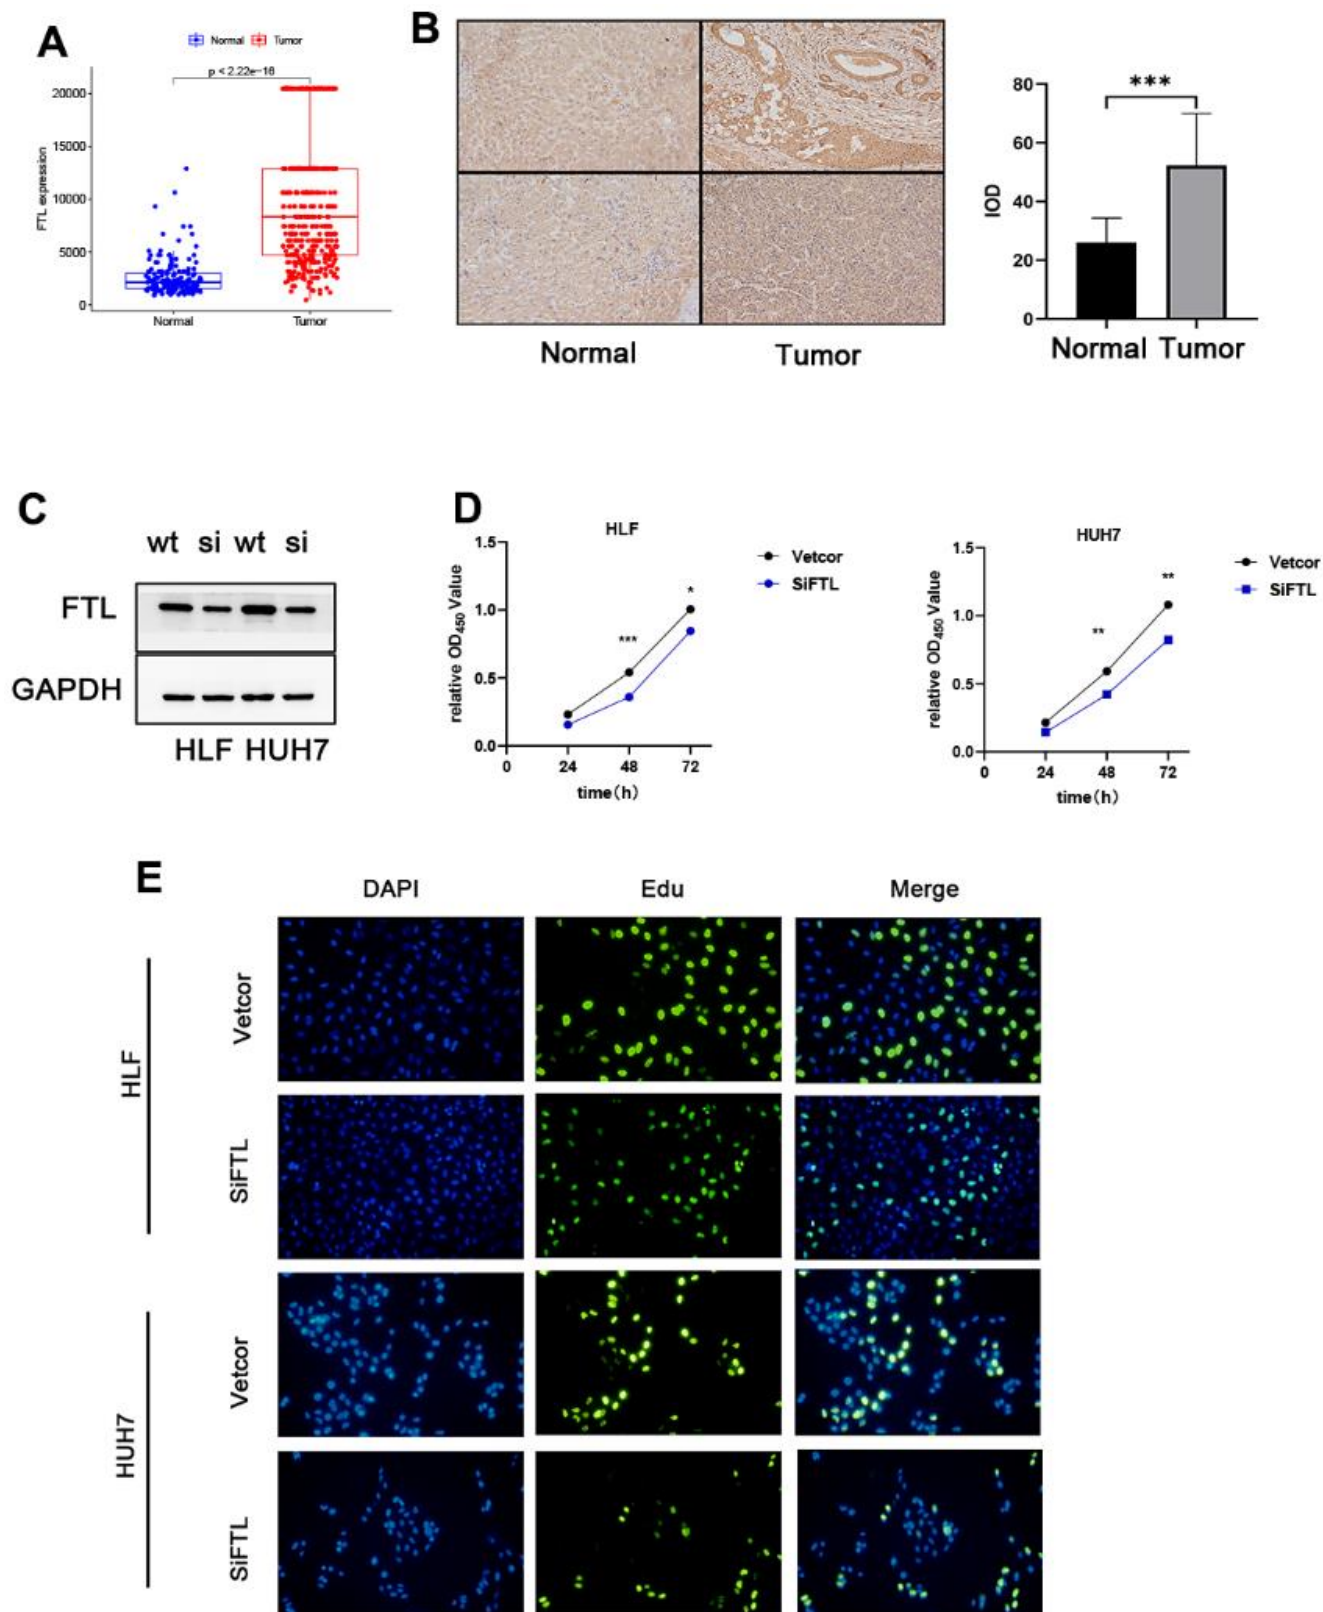 A
Normal Tumor
p < 2.22e-16
FTL expression
20000
15000
10000
5000
0
Normal Tumor
B
Normal Tumor
80
60
40
20
0
IOD
***
Normal Tumor
C
wt si wt si
FTL
GAPDH
HLF HUH7
D
HLF
Vetcor
SiFTL
relative OD450 Value
1.5
1.0
0.5
0.0
***
*
0 24 48 72
time(h)
HUH7
Vetcor
SiFTL
relative OD450 Value
1.5
1.0
0.5
0.0
**
**
0 24 48 72
time(h)
E
DAPI Edu Merge
HLF
Vetcor
SiFTL
HUH7
Vetcor
SiFTL